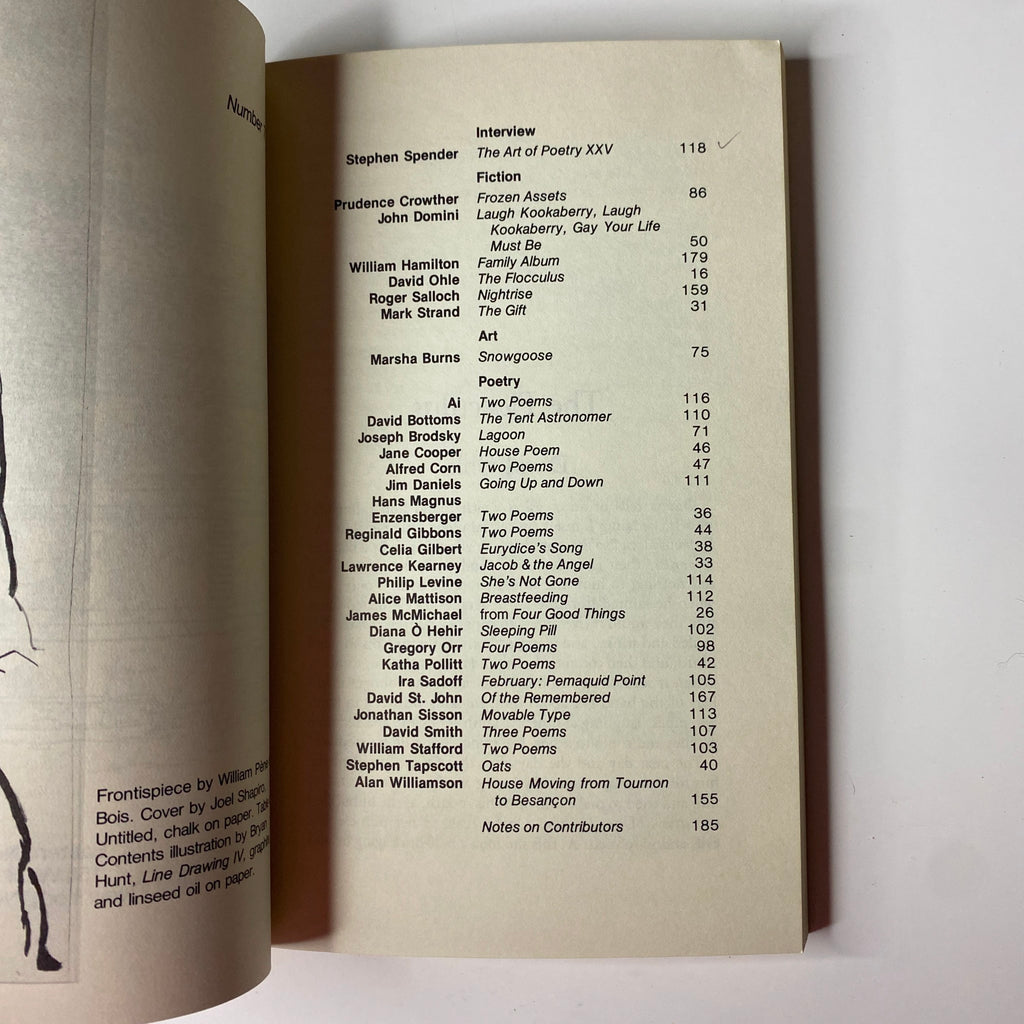 Number
Frontispiece by William Pène
Bois. Cover by Joel Shapiro,
Untitled, chalk on paper. Table
Contents illustration by Bryan
Hunt, Line Drawing IV, graphite
and linseed oil on paper.
Interview
Stephen Spender The Art of Poetry XXV 118
Fiction
Prudence Crowther Frozen Assets 86
John Domini Laugh Kookaberry, Laugh
Kookaberry, Gay Your Life
Must Be 50
William Hamilton Family Album 179
David Ohle The Flocculus 16
Roger Salloch Nightrise 159
Mark Strand The Gift 31
Art
Marsha Burns Snowgoose 75
Poetry
Ai Two Poems 116
David Bottoms The Tent Astronomer 110
Joseph Brodsky Lagoon 71
Jane Cooper House Poem 46
Alfred Corn Two Poems 47
Jim Daniels Going Up and Down 111
Hans Magnus
Enzensberger Two Poems 36
Reginald Gibbons Two Poems 44
Celia Gilbert Eurydice's Song 38
Lawrence Kearney Jacob & the Angel 33
Philip Levine She's Not Gone 114
Alice Mattison Breastfeeding 112
James McMichael from Four Good Things 26
Diana Ò Hehir Sleeping Pill 102
Gregory Orr Four Poems 98
Katha Pollitt Two Poems 42
Ira Sadoff February: Pemaquid Point 105
David St. John Of the Remembered 167
Jonathan Sisson Movable Type 113
David Smith Three Poems 107
William Stafford Two Poems 103
Stephen Tapscott Oats 40
Alan Williamson House Moving from Tournon
to Besançon 155
Notes on Contributors 185